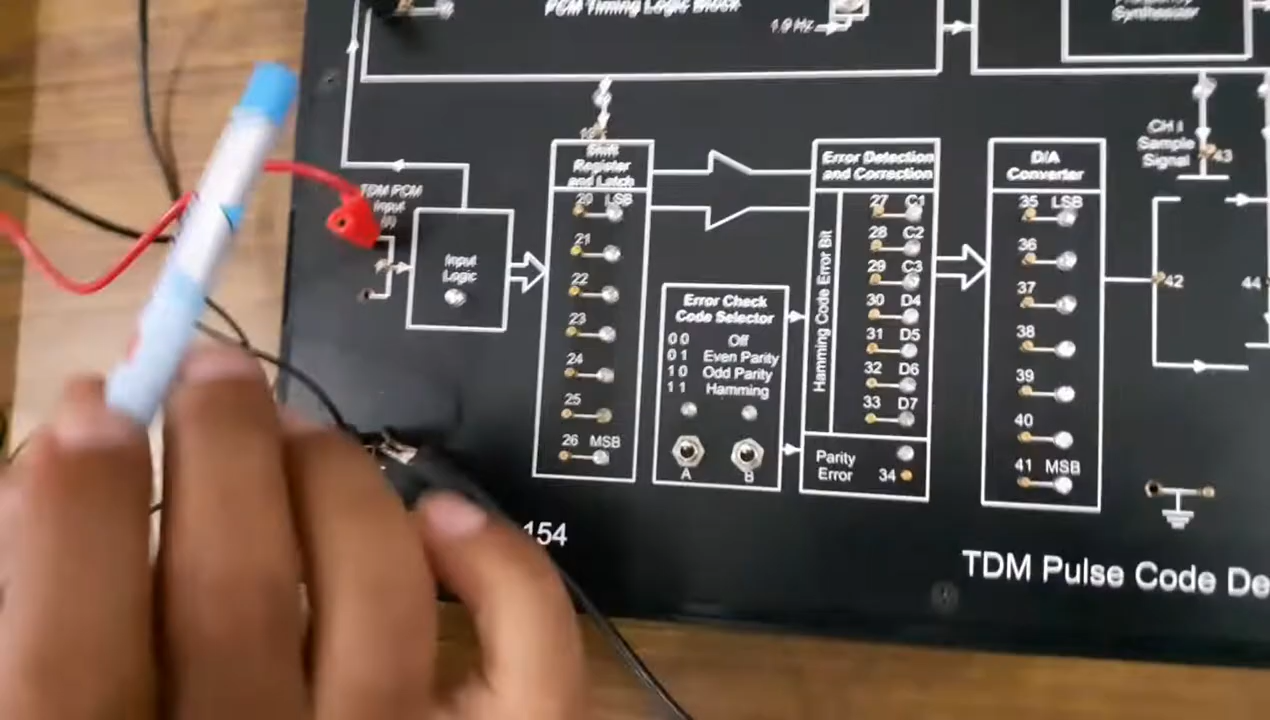 PCM Timing Logic Block
Synthesizer
CH I
Sample
Signal
43
TDM PCM
Input
Input
Logic
Shift
Register
and Latch
20 LSB
21
22
23
24
25
26 MSB
Error Check
Code Selector
0 0 Off
0 1 Even Parity
1 0 Odd Parity
1 1 Hamming
A B
Error Detection
and Correction
Hamming Code Error Bit
27 C1
28 C2
29 C3
30 D4
31 D5
32 D6
33 D7
Parity
Error 34
D/A
Converter
35 LSB
36
37
38
39
40
41 MSB
42
44
154
TDM Pulse Code De